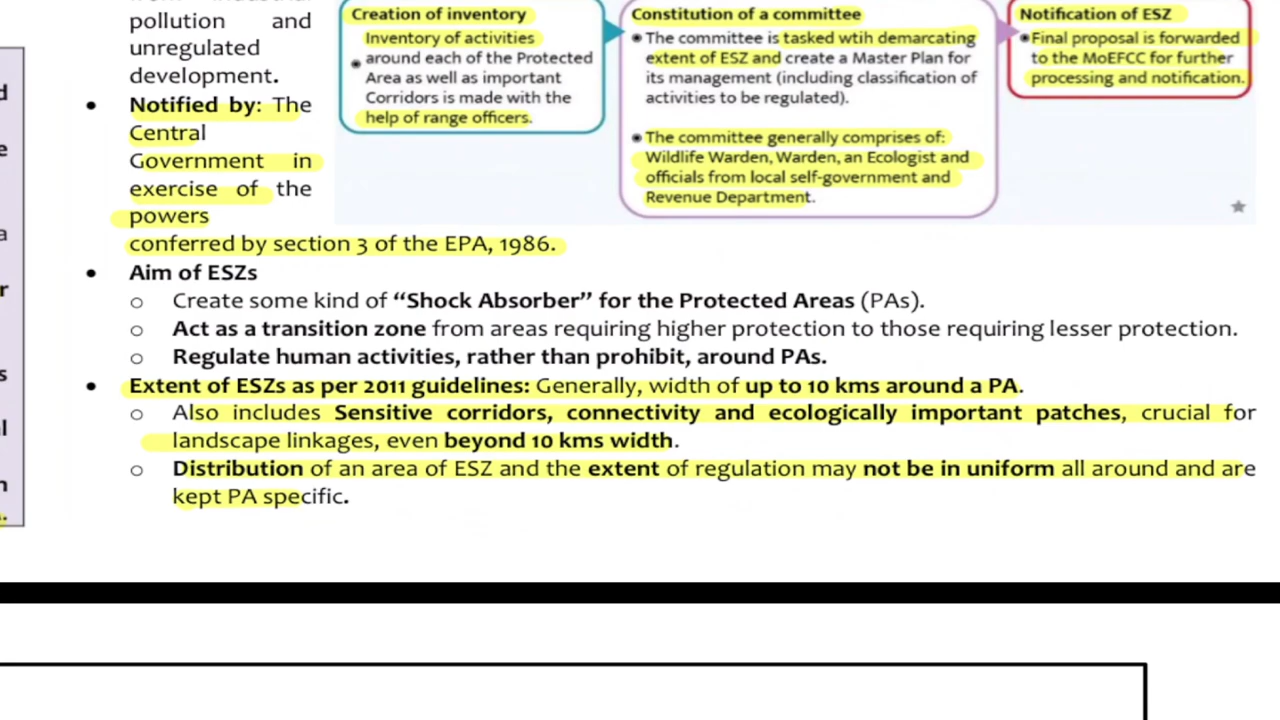 pollution and
unregulated
development.
• Notified by: The
Central
Government in
exercise of the
powers
conferred by section 3 of the EPA, 1986.
Creation of inventory
• Inventory of activities
around each of the Protected
Area as well as important
Corridors is made with the
help of range officers.
Constitution of a committee
• The committee is tasked wtih demarcating
extent of ESZ and create a Master Plan for
its management (including classification of
activities to be regulated).
• The committee generally comprises of:
Wildlife Warden, Warden, an Ecologist and
officials from local self-government and
Revenue Department.
Notification of ESZ
• Final proposal is forwarded
to the MoEFCC for further
processing and notification.
• Aim of ESZs
o Create some kind of “Shock Absorber” for the Protected Areas (PAs).
o Act as a transition zone from areas requiring higher protection to those requiring lesser protection.
o Regulate human activities, rather than prohibit, around PAs.
• Extent of ESZs as per 2011 guidelines: Generally, width of up to 10 kms around a PA.
o Also includes Sensitive corridors, connectivity and ecologically important patches, crucial for
landscape linkages, even beyond 10 kms width.
o Distribution of an area of ESZ and the extent of regulation may not be in uniform all around and are
kept PA specific.